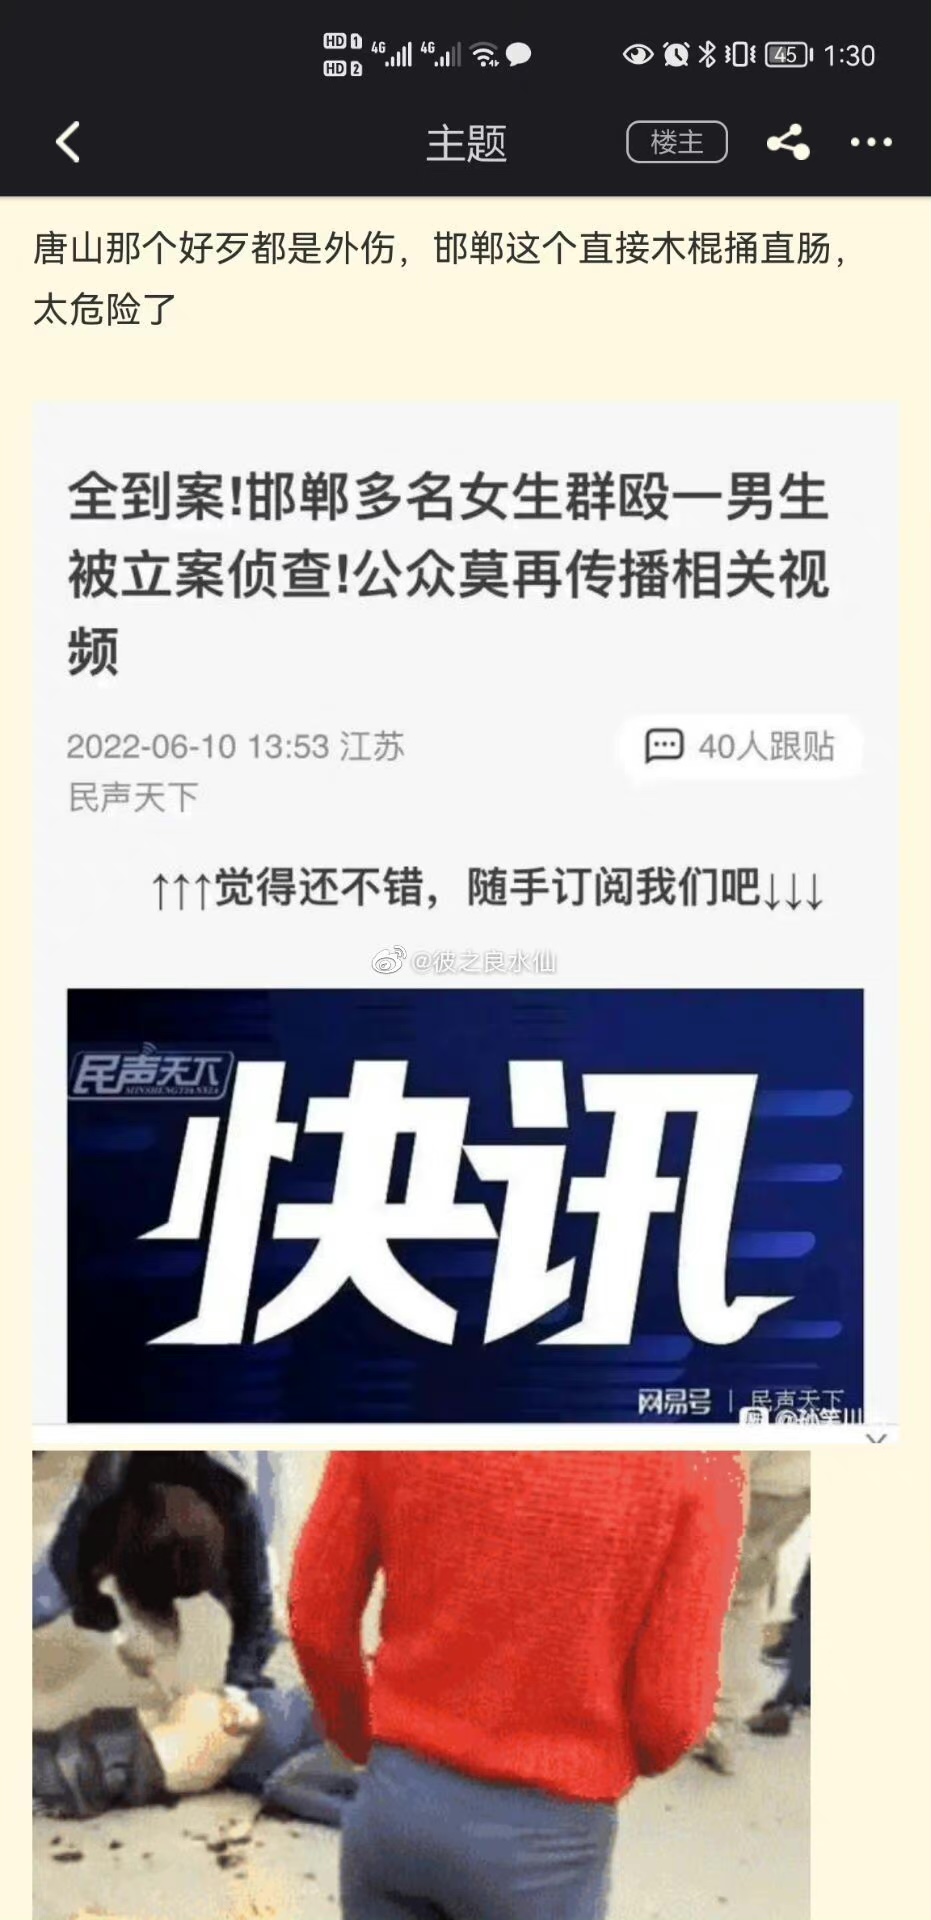 HD 1 4G 4G 45 1:30
HD 2
主题 楼主
唐山那个好歹都是外伤，邯郸这个直接木棍捅直肠，
太危险了
全到案!邯郸多名女生群殴一男生
被立案侦查!公众莫再传播相关视
频
2022-06-10 13:53 江苏 40人跟贴
民声天下
↑↑↑觉得还不错，随手订阅我们吧↓↓↓
@彼之良水仙
民声天下
MINSHENGTIANXIA
快讯
网易号 | 民声天下
@孙笑川